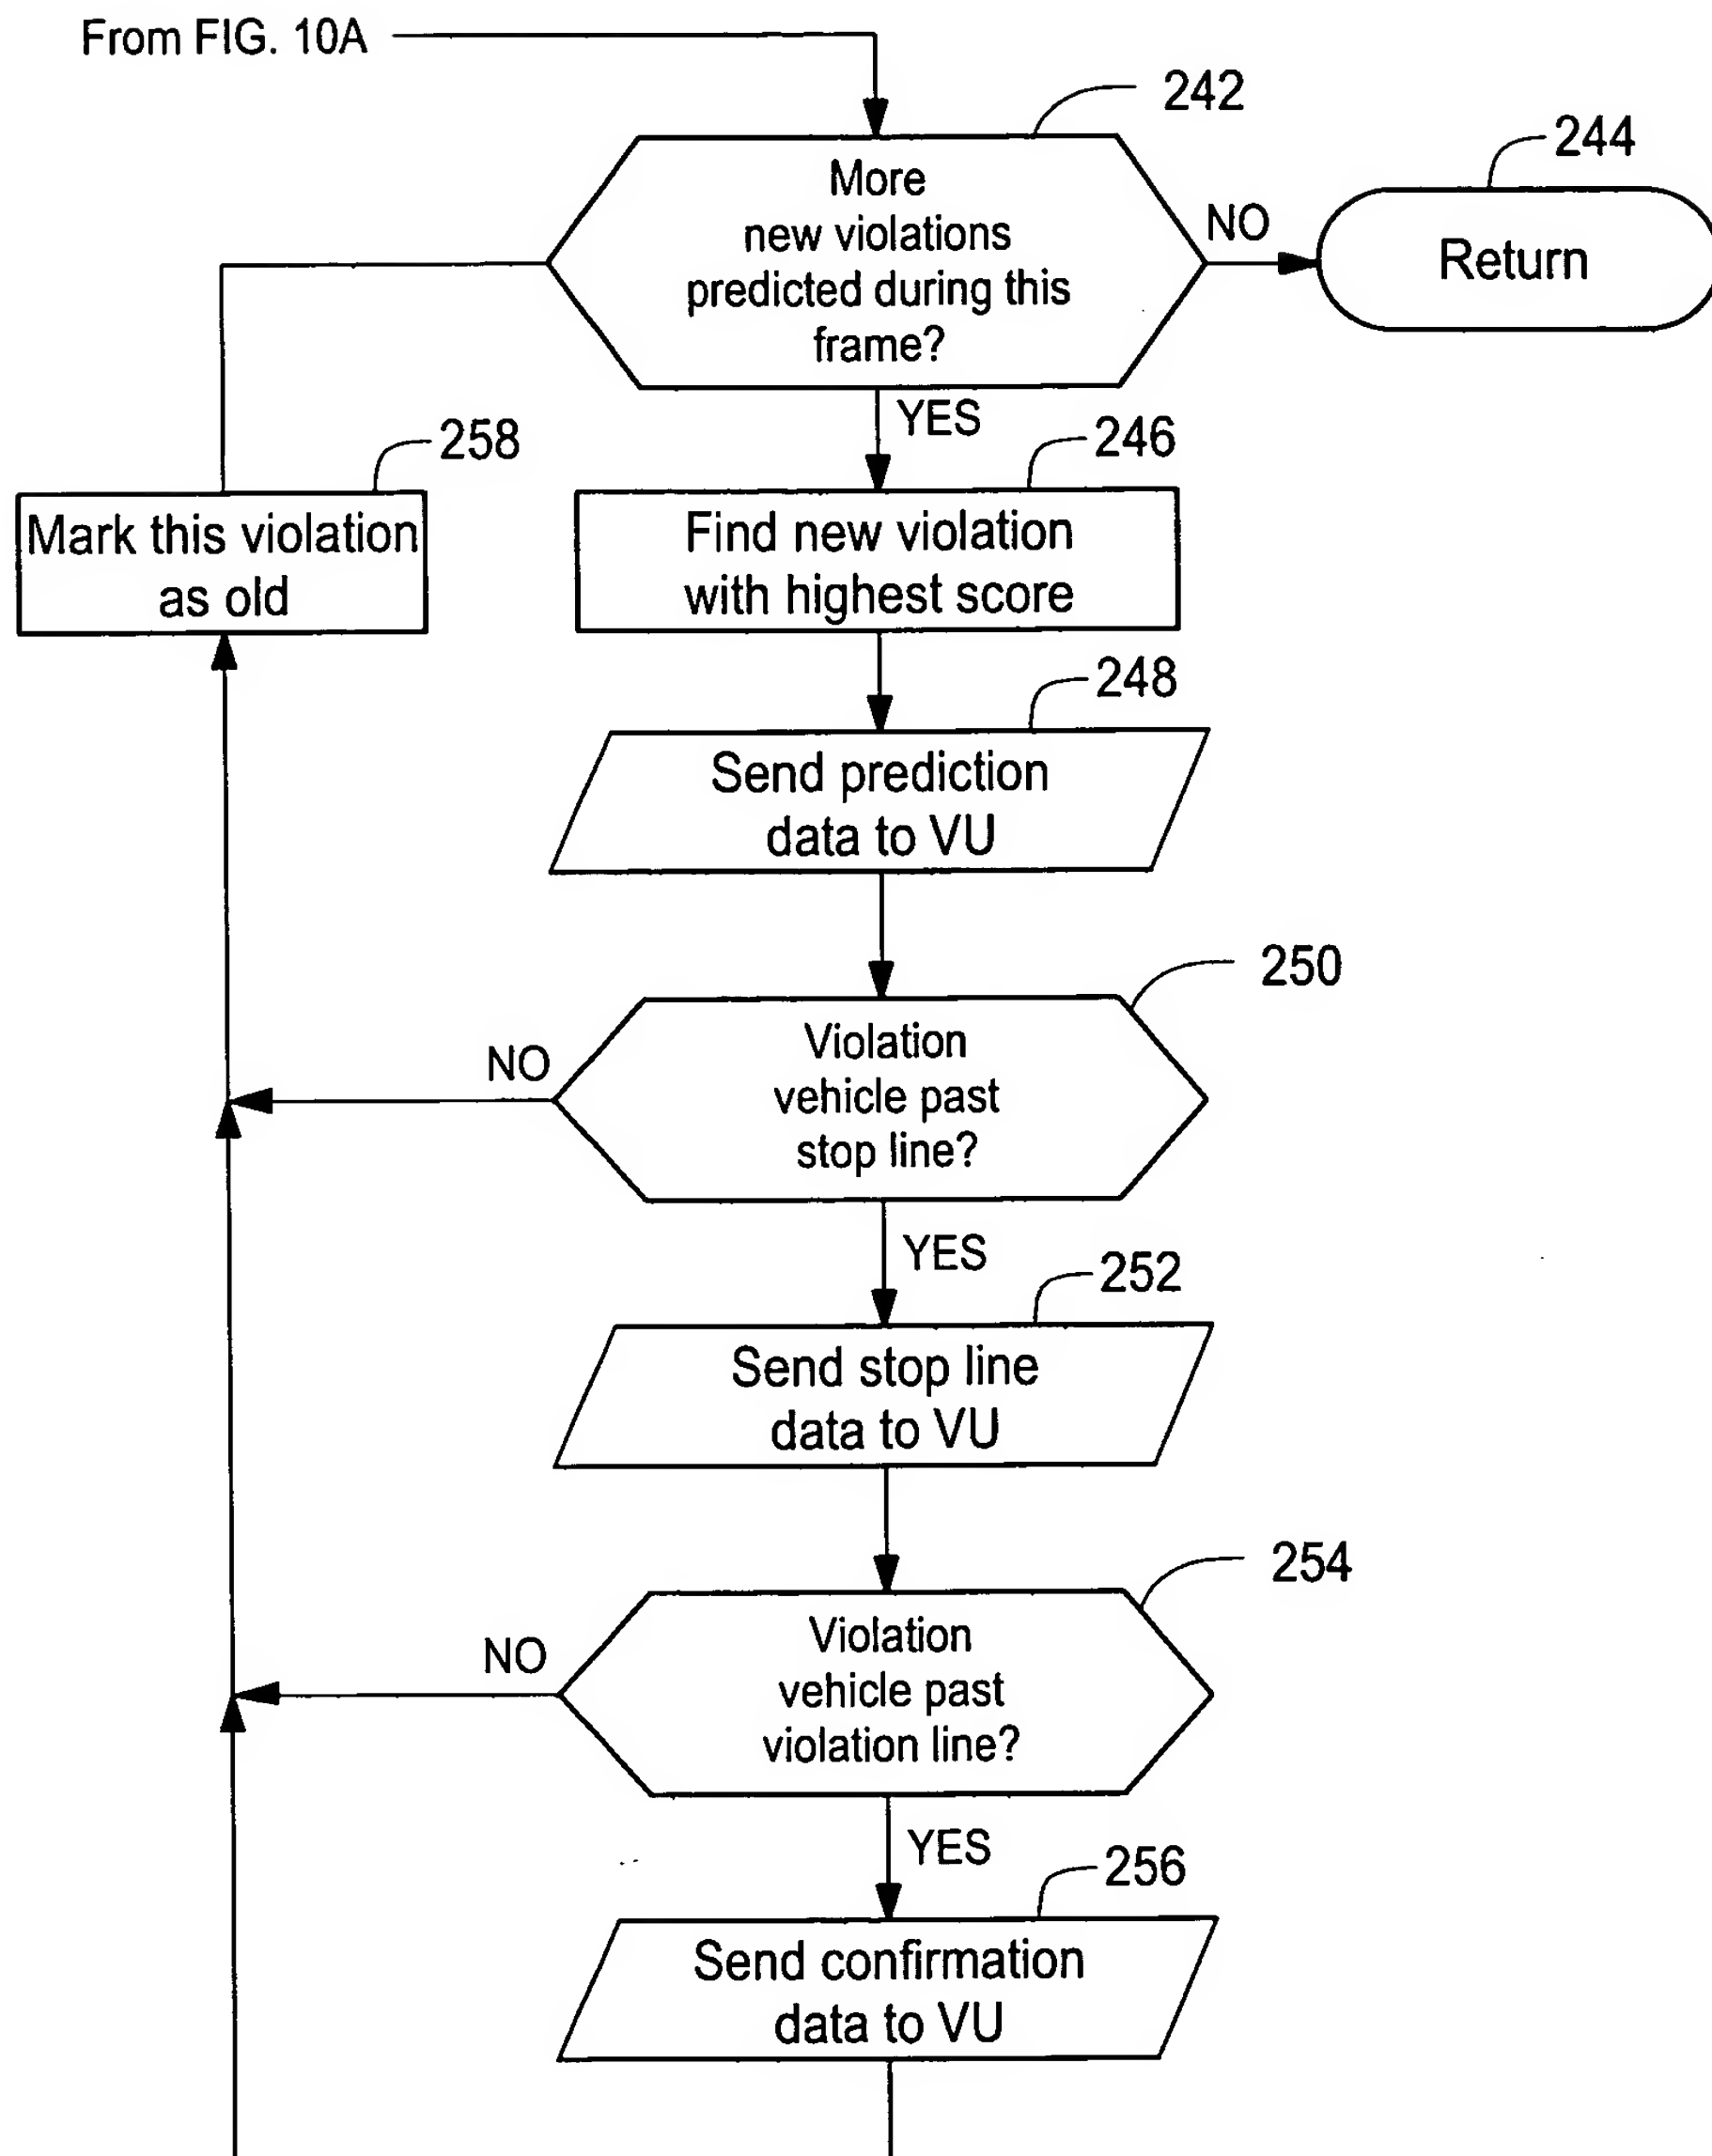 From FIG. 10A
242
244
More
new violations
predicted during this
frame?
NO
Return
YES
258
246
Mark this violation
as old
Find new violation
with highest score
248
Send prediction
data to VU
250
Violation
vehicle past
stop line?
NO
YES
252
Send stop line
data to VU
254
Violation
vehicle past
violation line?
NO
YES
256
Send confirmation
data to VU